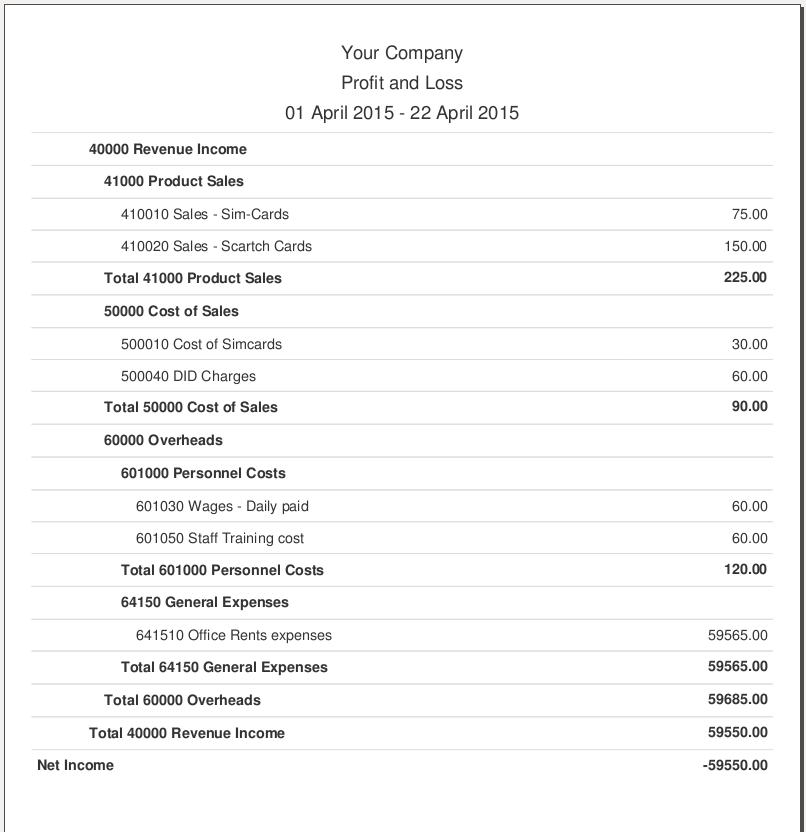 Your Company
Profit and Loss
01 April 2015 - 22 April 2015
40000 Revenue Income
41000 Product Sales
410010 Sales - Sim-Cards 75.00
410020 Sales - Scartch Cards 150.00
Total 41000 Product Sales 225.00
50000 Cost of Sales
500010 Cost of Simcards 30.00
500040 DID Charges 60.00
Total 50000 Cost of Sales 90.00
60000 Overheads
601000 Personnel Costs
601030 Wages - Daily paid 60.00
601050 Staff Training cost 60.00
Total 601000 Personnel Costs 120.00
64150 General Expenses
641510 Office Rents expenses 59565.00
Total 64150 General Expenses 59565.00
Total 60000 Overheads 59685.00
Total 40000 Revenue Income 59550.00
Net Income -59550.00